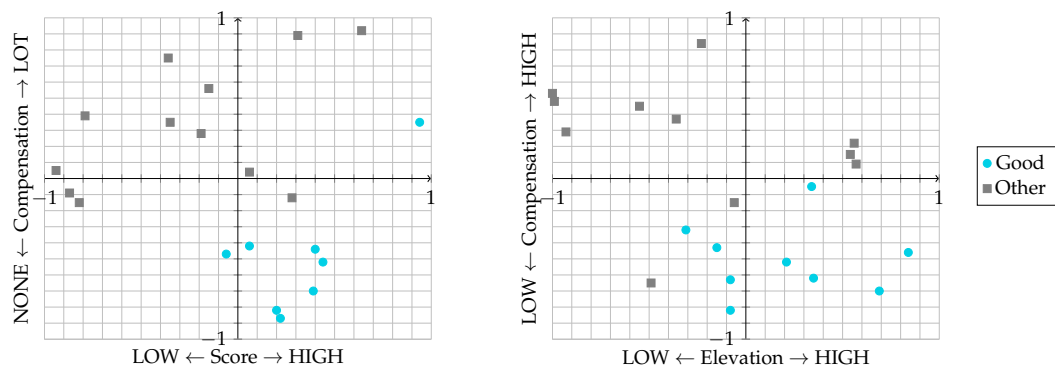 1
−1
1
−1
NONE ← Compensation → LOT
LOW ← Score → HIGH
1
−1
1
−1
LOW ← Compensation → HIGH
LOW ← Elevation → HIGH
Good
Other